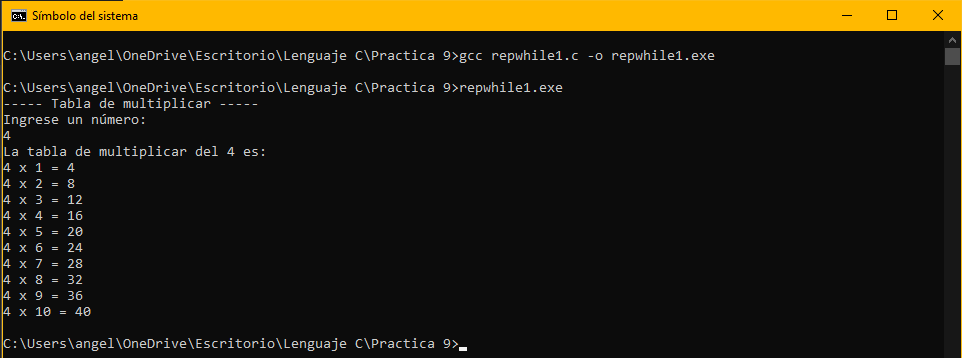 Símbolo del sistema
C:\Users\angel\OneDrive\Escritorio\Lenguaje C\Practica 9>gcc repwhile1.c -o repwhile1.exe
C:\Users\angel\OneDrive\Escritorio\Lenguaje C\Practica 9>repwhile1.exe
----- Tabla de multiplicar -----
Ingrese un número:
4
La tabla de multiplicar del 4 es:
4 x 1 = 4
4 x 2 = 8
4 x 3 = 12
4 x 4 = 16
4 x 5 = 20
4 x 6 = 24
4 x 7 = 28
4 x 8 = 32
4 x 9 = 36
4 x 10 = 40
C:\Users\angel\OneDrive\Escritorio\Lenguaje C\Practica 9>